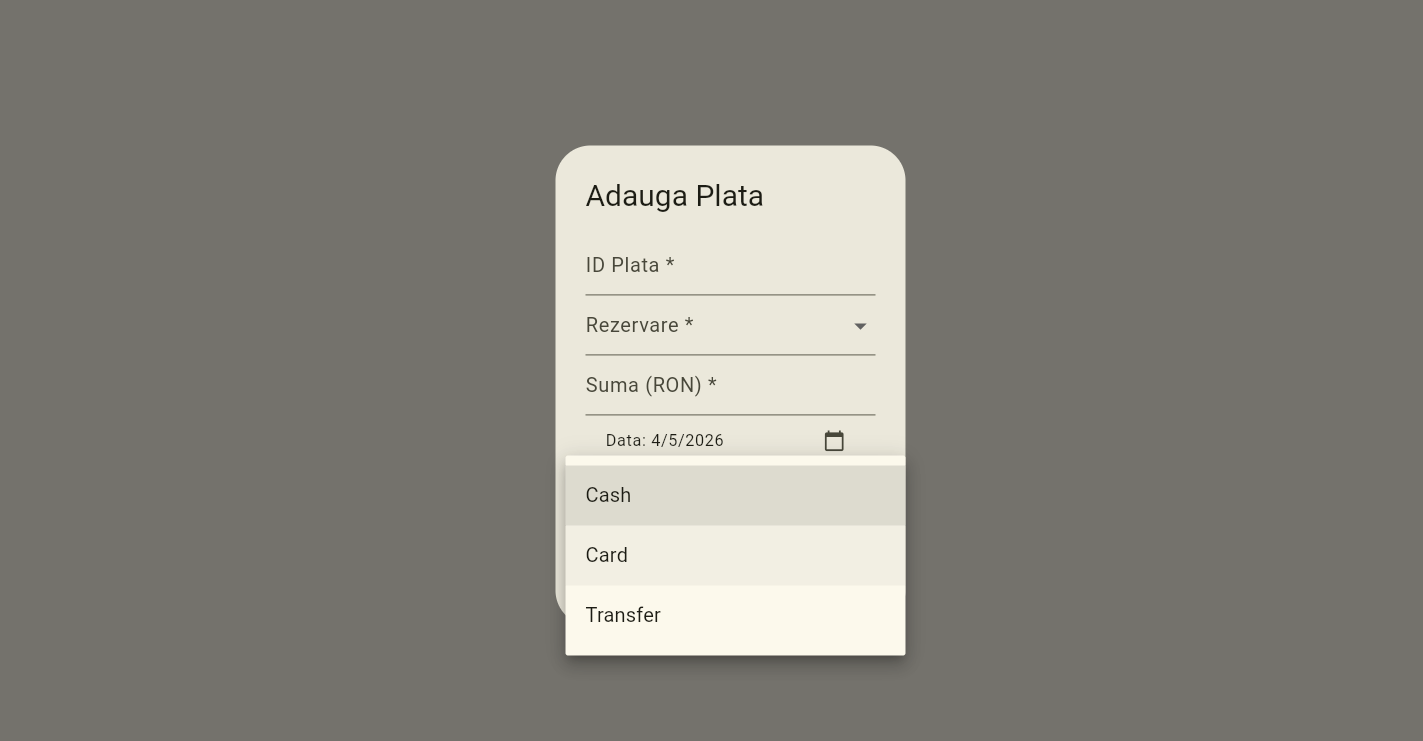 Adauga Plata
ID Plata *
Rezervare *
Suma (RON) *
Data: 4/5/2026
Cash
Card
Transfer